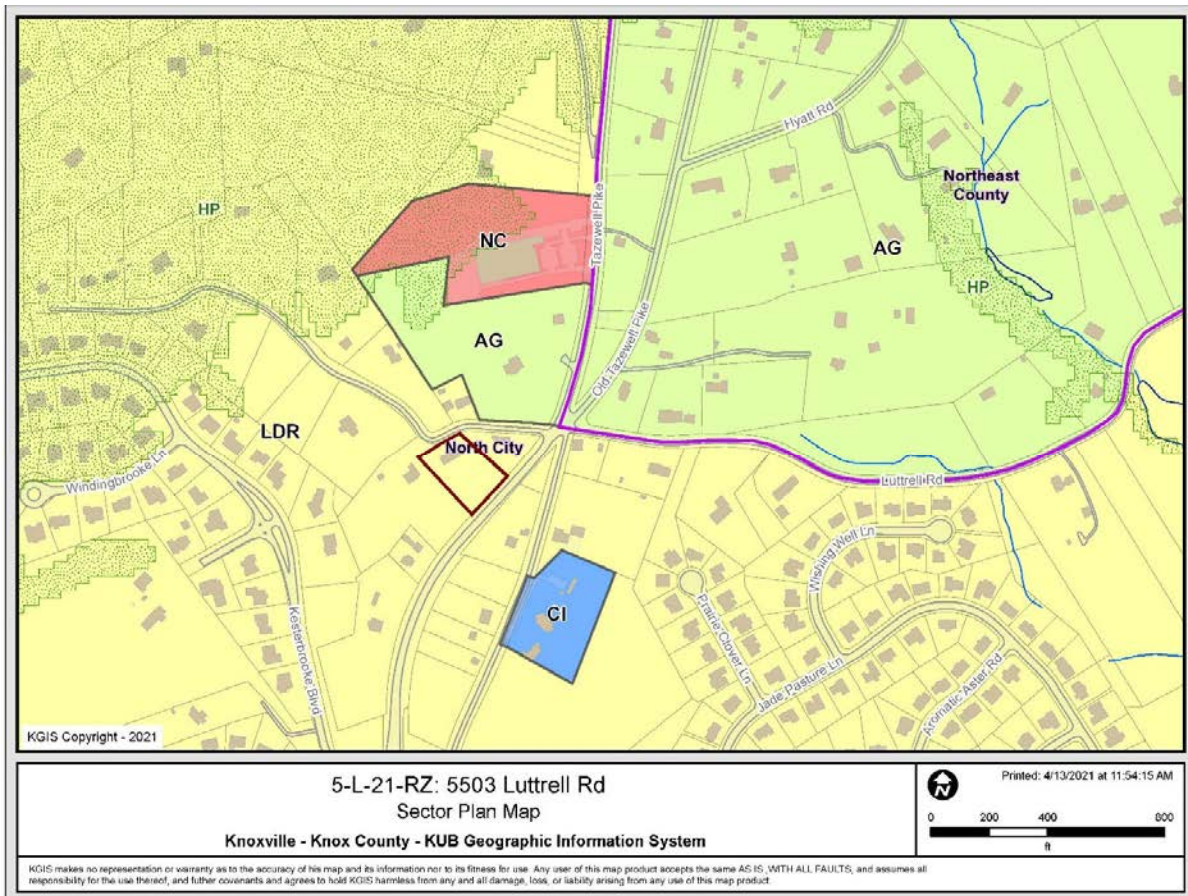 Hyatt Rd
Northeast
County
HP
Tazewell Pike
NC
AG
HP
AG
Old Tazewell Pike
LDR
North City
Windingbrooke Ln
Luttrell Rd
Wishing Well Ln
CI
Prairie Clover Ln
Kesterbrooke Blvd
Jade Pasture Ln
Aromatic Aster Rd
KGIS Copyright - 2021
5-L-21-RZ: 5503 Luttrell Rd
Sector Plan Map
Knoxville - Knox County - KUB Geographic Information System
N
Printed: 4/13/2021 at 11:54:15 AM
0 200 400 800
ft
KGIS makes no representation or warranty as to the accuracy of his map and its information nor to its fitness for use. Any user of this map product accepts the same AS IS, WITH ALL FAULTS, and assumes all
responsibility for the use thereof, and futher covenants and agrees to hold KGIS harmless from any and all damage, loss, or liability arising from any use of this map product.